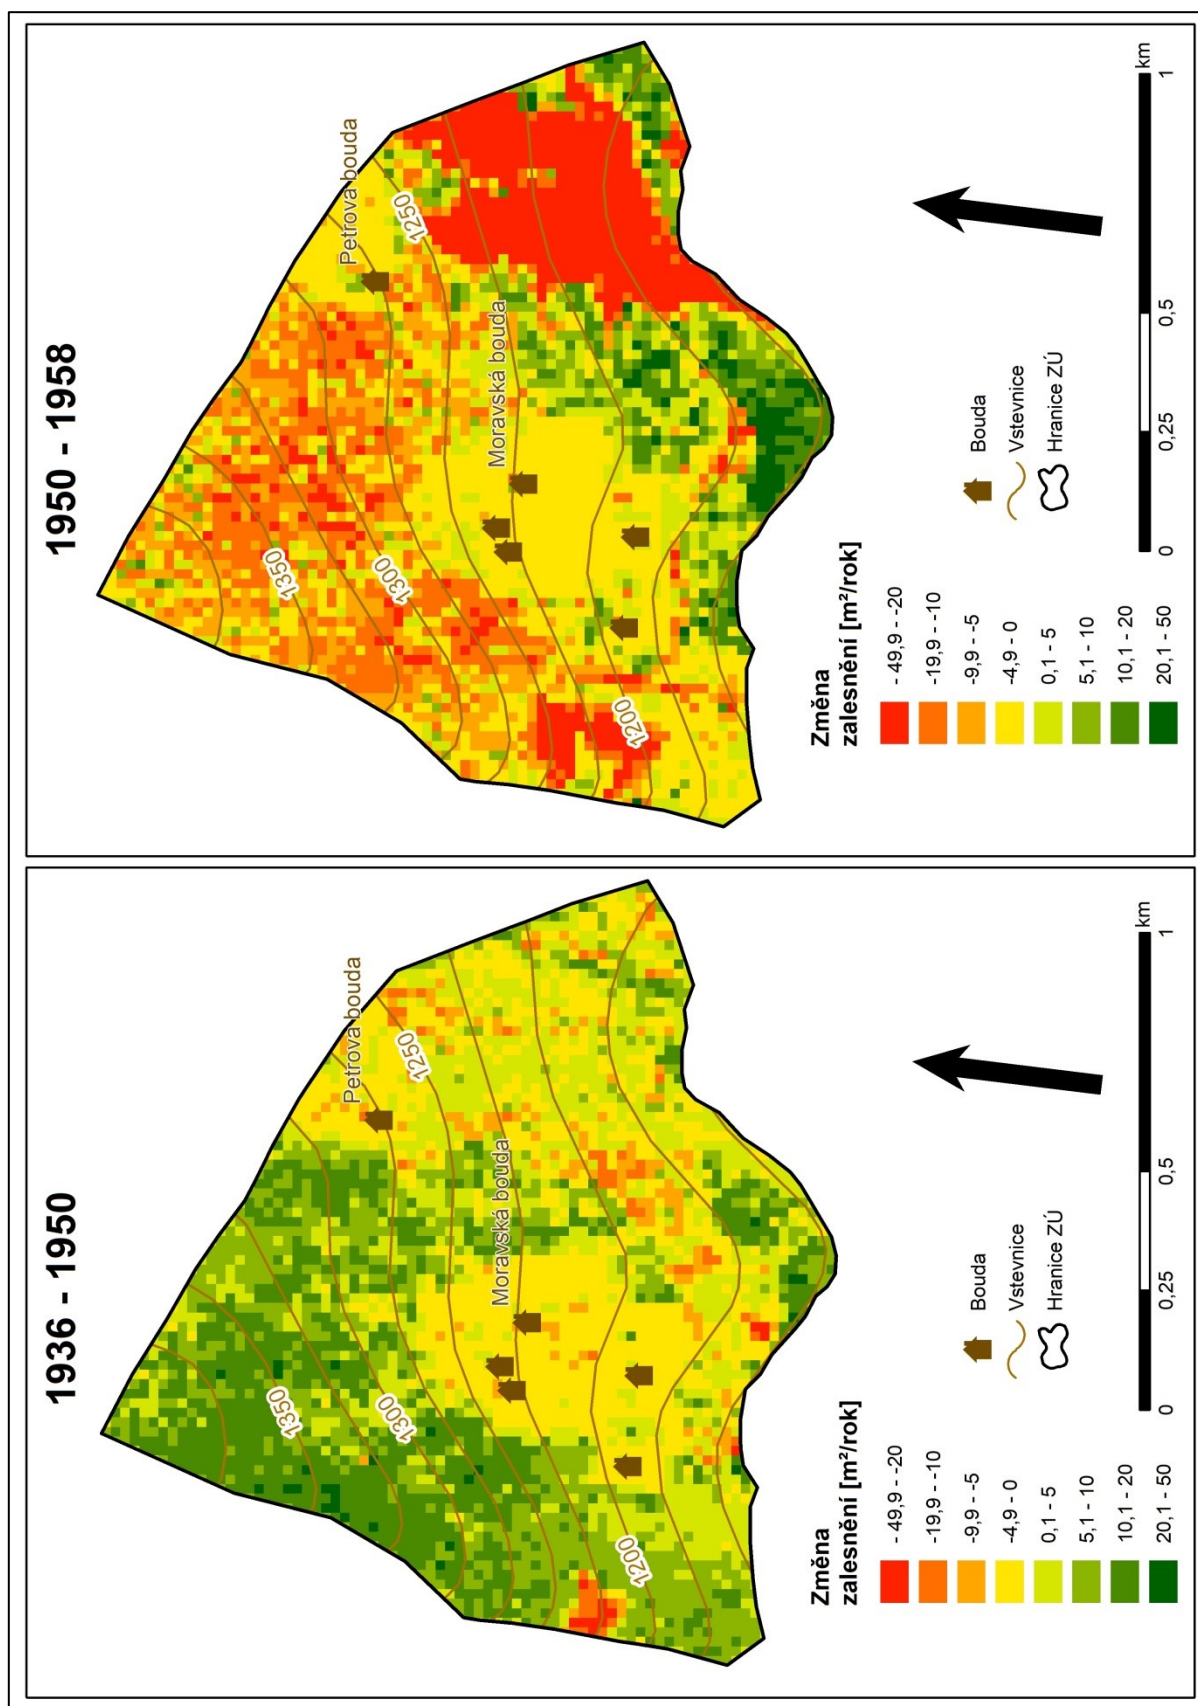 1936 - 1950
1350
Petrova bouda
1300
1250
Moravská bouda
1200
Změna
zalesnění [m²/rok]
- 49,9 - -20
-19,9 - -10
-9,9 - -5
-4,9 - 0
0,1 - 5
5,1 - 10
10,1 - 20
20,1 - 50
Bouda
Vstevnice
Hranice ZÚ
0 0,25 0,5 1 km
1950 - 1958
1350
Petrova bouda
1300
1250
Moravská bouda
1200
Změna
zalesnění [m²/rok]
- 49,9 - -20
-19,9 - -10
-9,9 - -5
-4,9 - 0
0,1 - 5
5,1 - 10
10,1 - 20
20,1 - 50
Bouda
Vstevnice
Hranice ZÚ
0 0,25 0,5 1 km